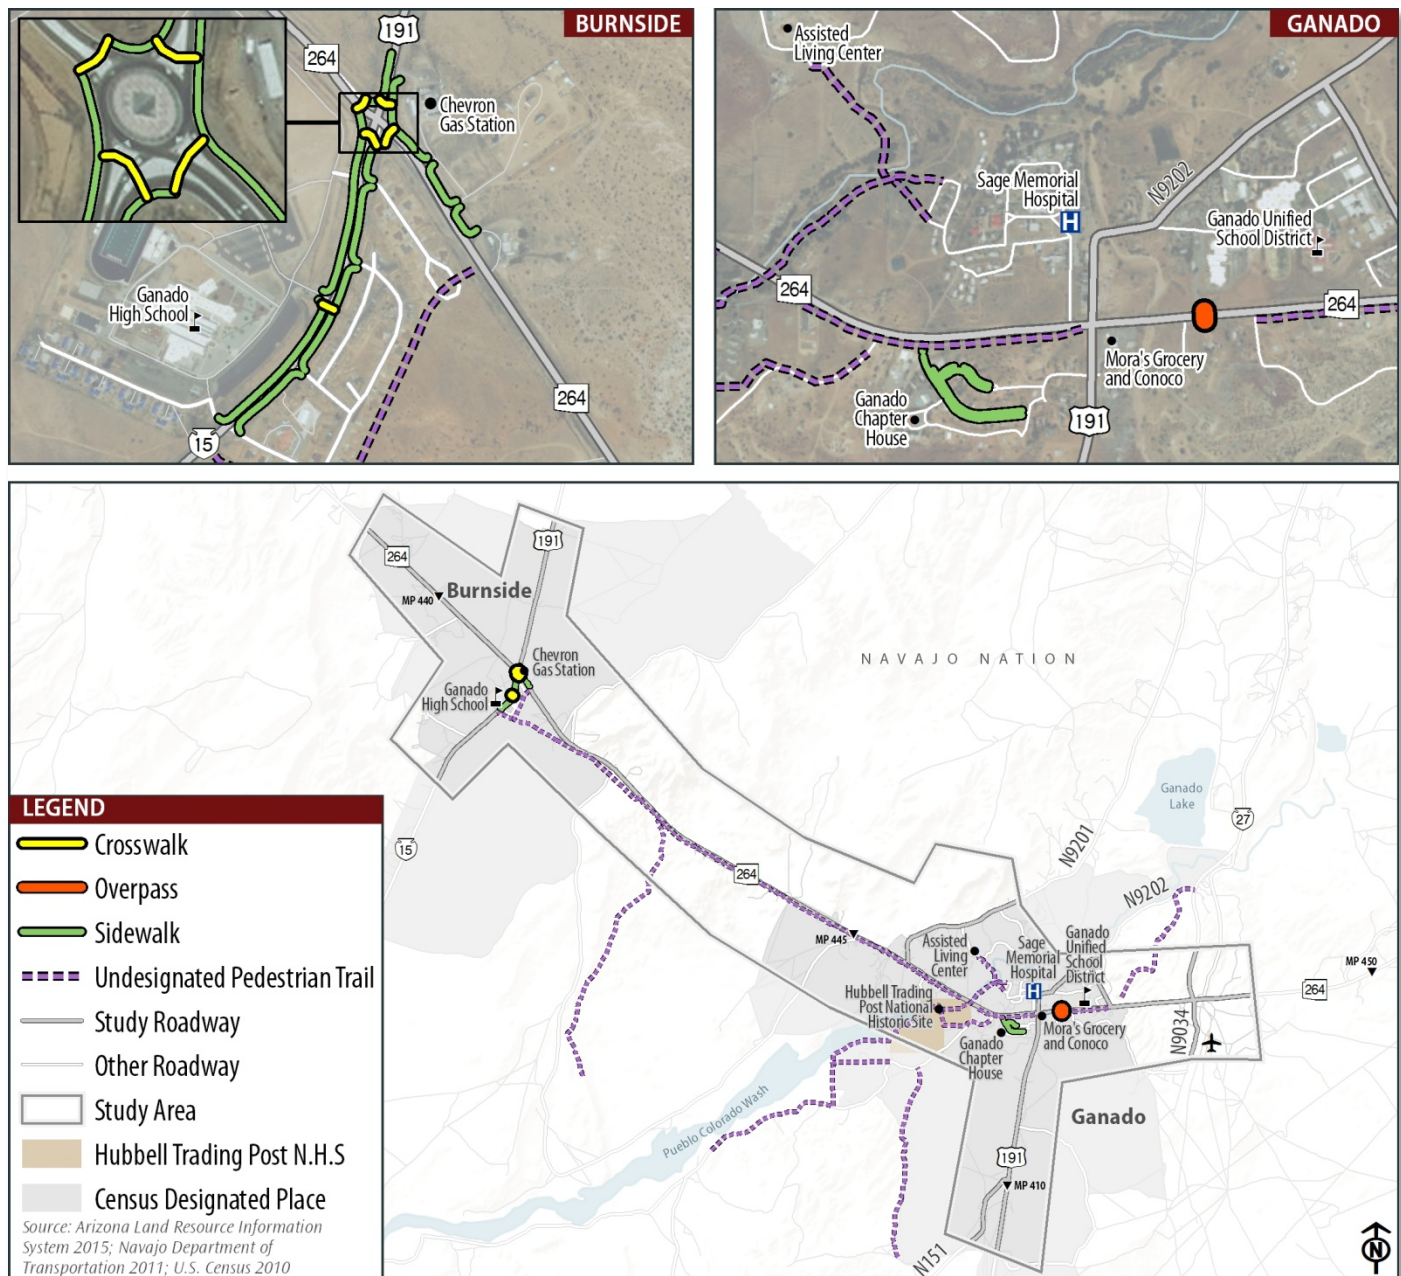 BURNSIDE
191
264
Chevron
Gas Station
Ganado
High School
264
15
GANADO
Assisted
Living Center
Sage Memorial
Hospital
H
N9202
Ganado Unified
School District
264
264
Mora's Grocery
and Conoco
Ganado
Chapter
House
191
264
191
Burnside
MP 440
Chevron
Gas Station
Ganado
High School
NAVAJO NATION
Ganado
Lake
27
15
N9201
264
N9202
MP 445
Assisted
Living
Center
Sage
Memorial
Hospital
H
Ganado
Unified
School
District
MP 450
264
Hubbell Trading
Post National
Historic Site
Mora's Grocery
and Conoco
N9034
Ganado
Chapter
House
Pueblo Colorado Wash
Ganado
191
MP 410
N151
N
LEGEND
Crosswalk
Overpass
Sidewalk
Undesignated Pedestrian Trail
Study Roadway
Other Roadway
Study Area
Hubbell Trading Post N.H.S
Census Designated Place
Source: Arizona Land Resource Information
System 2015; Navajo Department of
Transportation 2011; U.S. Census 2010